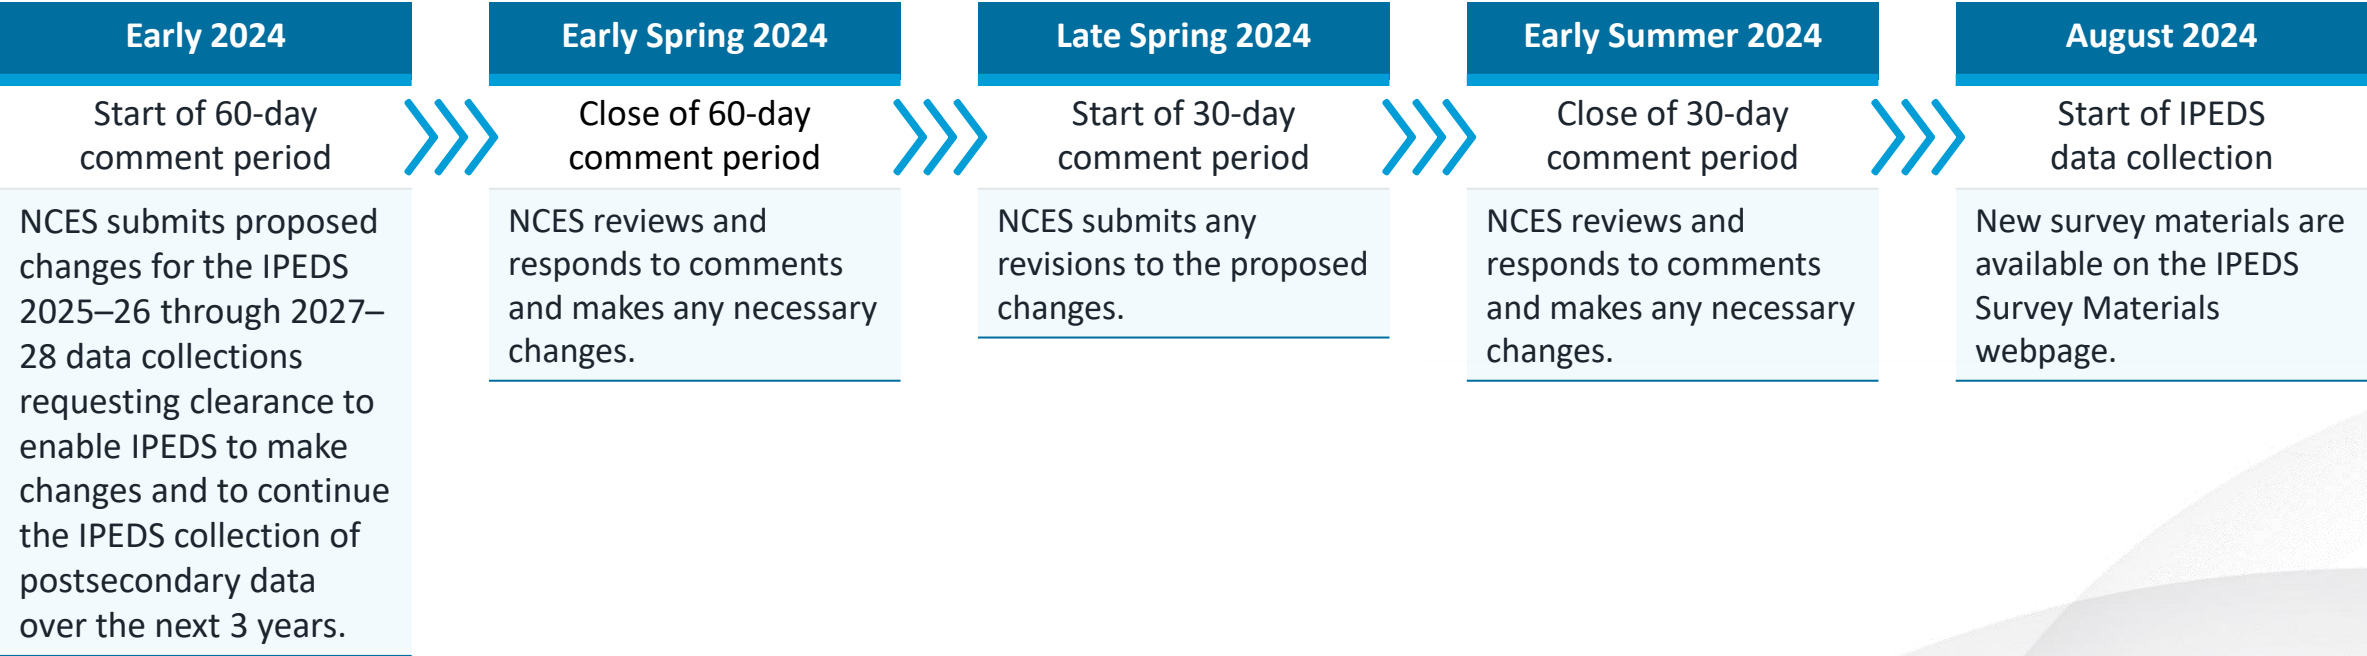 Early 2024
Start of 60-day
comment period
NCES submits proposed
changes for the IPEDS
2025–26 through 2027–
28 data collections
requesting clearance to
enable IPEDS to make
changes and to continue
the IPEDS collection of
postsecondary data
over the next 3 years.
Early Spring 2024
Close of 60-day
comment period
NCES reviews and
responds to comments
and makes any necessary
changes.
Late Spring 2024
Start of 30-day
comment period
NCES submits any
revisions to the proposed
changes.
Early Summer 2024
Close of 30-day
comment period
NCES reviews and
responds to comments
and makes any necessary
changes.
August 2024
Start of IPEDS
data collection
New survey materials are
available on the IPEDS
Survey Materials
webpage.